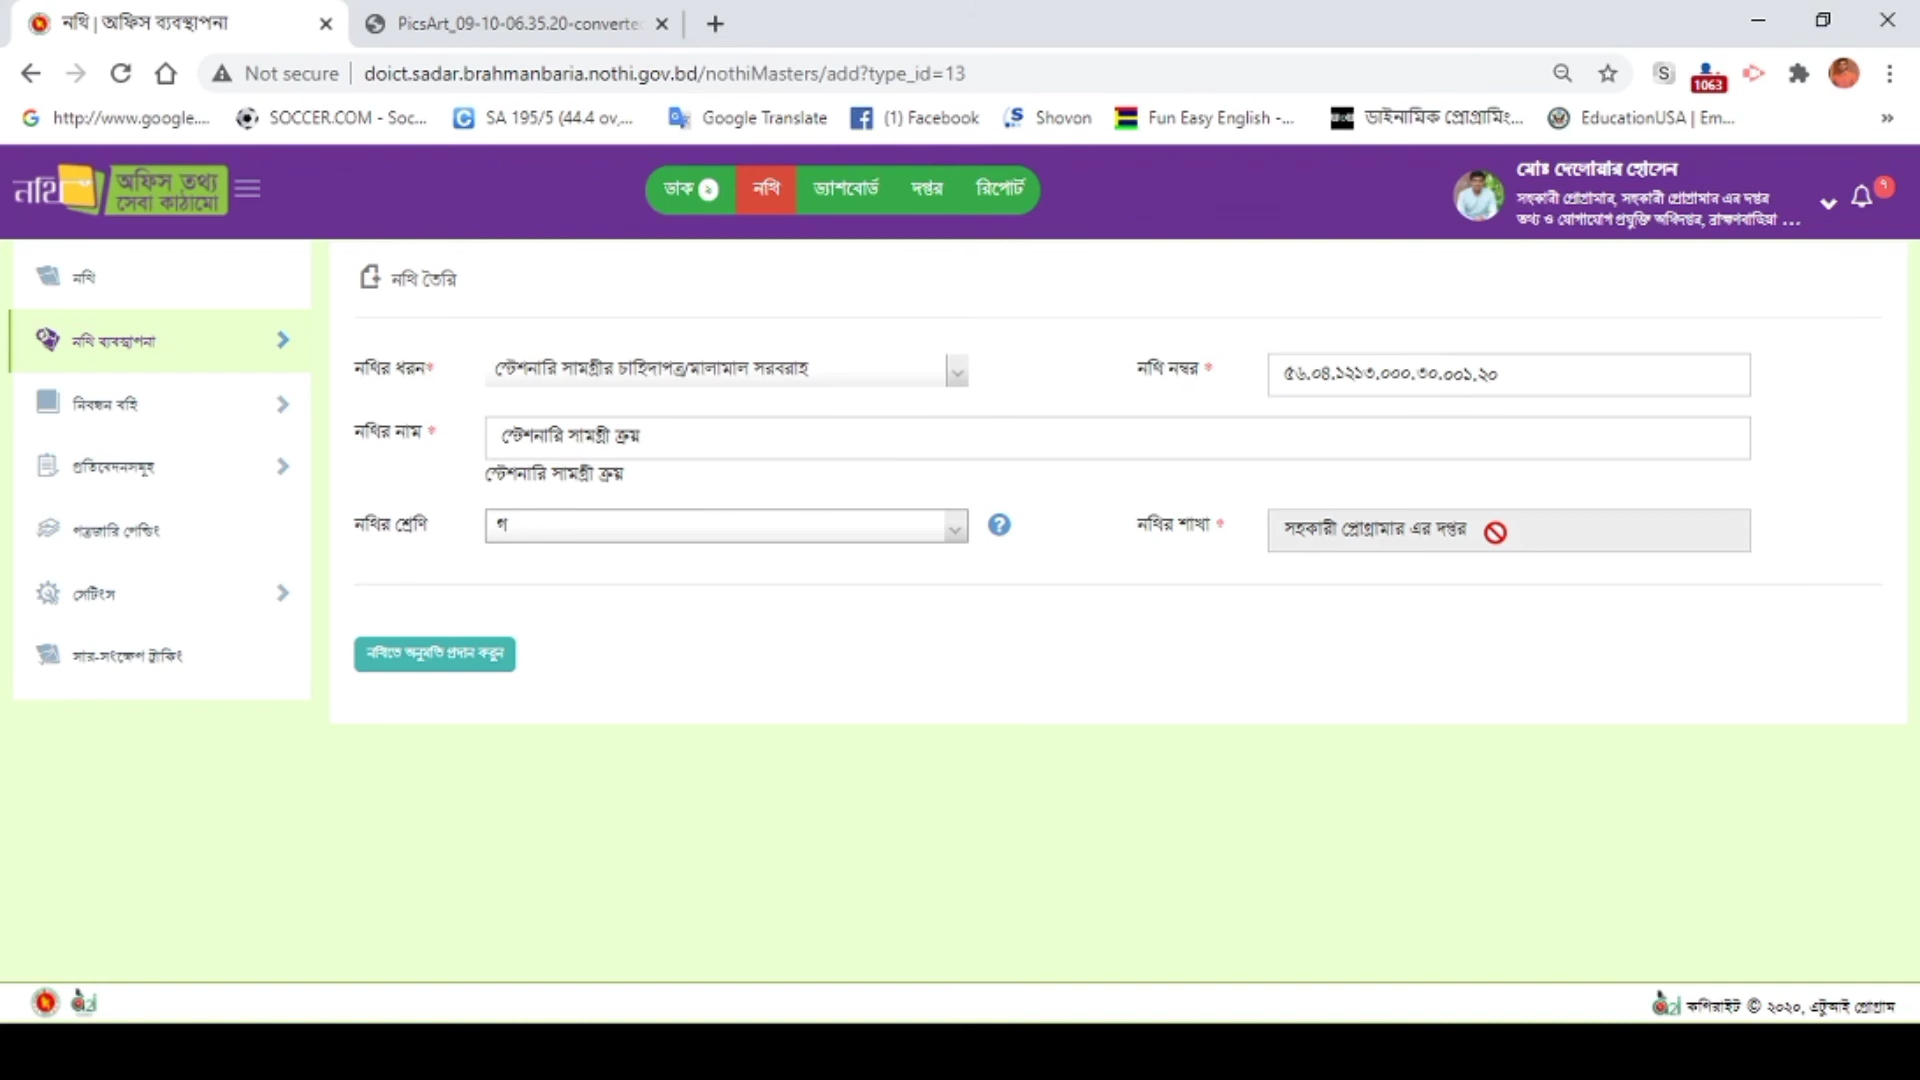 নথি | অফিস ব্যবস্থাপনা
PicsArt_09-10-06.35.20-converte
Not secure
doict.sadar.brahmanbaria.nothi.gov.bd/nothiMasters/add?type_id=13
S
1063
http://www.google....
SOCCER.COM - Soc...
SA 195/5 (44.4 ov,...
Google Translate
(1) Facebook
Shovon
Fun Easy English -...
ডাইনামিক প্রোগ্রামিং...
EducationUSA | Em...
»
নথি
অফিস তথ্য
সেবা কাঠামো
ডাক ১
নথি
ড্যাশবোর্ড
দপ্তর
রিপোর্ট
মোঃ দেলোয়ার হোসেন
সহকারী প্রোগ্রামার, সহকারী প্রোগ্রামার এর দপ্তর
তথ্য ও যোগাযোগ প্রযুক্তি অধিদপ্তর, ব্রাহ্মণবাড়িয়া ...
৭
নথি
নথি ব্যবস্থাপনা
নিবন্ধন বহি
প্রতিবেদনসমূহ
পত্রজারি পেন্ডিং
সেটিংস
সার-সংক্ষেপ ট্রাকিং
নথি তৈরি
নথির ধরন*
স্টেশনারি সামগ্রীর চাহিদাপত্র/মালামাল সরবরাহ
নথি নম্বর *
৫৬.০৪.১২১৩.০০০.৩০.০০১.২০
নথির নাম *
স্টেশনারি সামগ্রী ক্রয়
স্টেশনারি সামগ্রী ক্রয়
নথির শ্রেণি
গ
নথির শাখা *
সহকারী প্রোগ্রামার এর দপ্তর
নথিতে অনুমতি প্রদান করুন
কপিরাইট © ২০২০, এটুআই প্রোগ্রাম